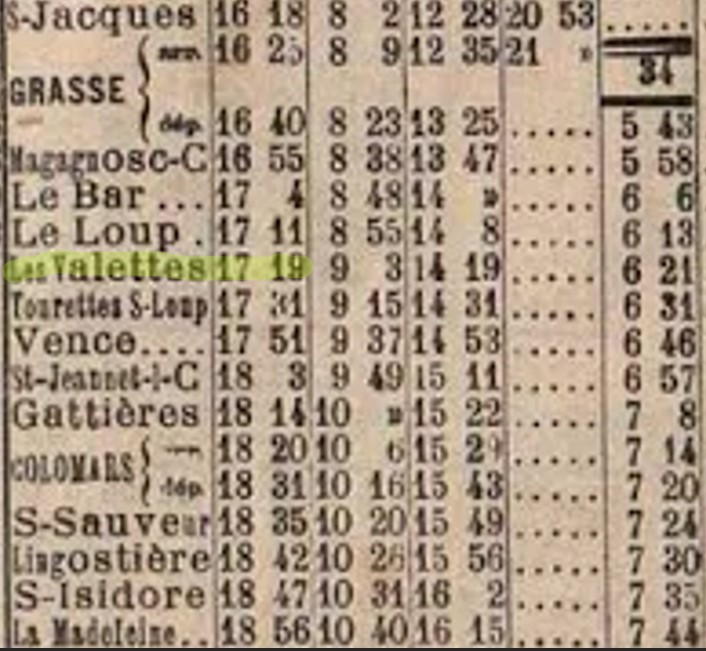 S-Jacques 16 18 8 2 12 28 20 53 .....
arr. 16 25 8 9 12 35 21 »
34
GRASSE
dép. 16 40 8 23 13 25 ..... 5 43
Magagnosc-C 16 55 8 38 13 47 ..... 5 58
Le Bar ... 17 4 8 48 14 » ..... 6 6
Le Loup . 17 11 8 55 14 8 ..... 6 13
Les Valettes 17 19 9 3 14 19 ..... 6 21
Tourettes S-Loup 17 31 9 15 14 31 ..... 6 31
Vence.... 17 51 9 37 14 53 ..... 6 46
St-Jeannet-l-C 18 3 9 49 15 11 ..... 6 57
Gattières 18 14 10 » 15 22 ..... 7 8
18 20 10 6 15 29 ..... 7 14
COLOMARS
dép. 18 31 10 16 15 43 ..... 7 20
S-Sauveur 18 35 10 20 15 49 ..... 7 24
Lingostière 18 42 10 26 15 56 ..... 7 30
S-Isidore 18 47 10 31 16 2 ..... 7 35
La Madeleine.. 18 56 10 40 16 15 ..... 7 44